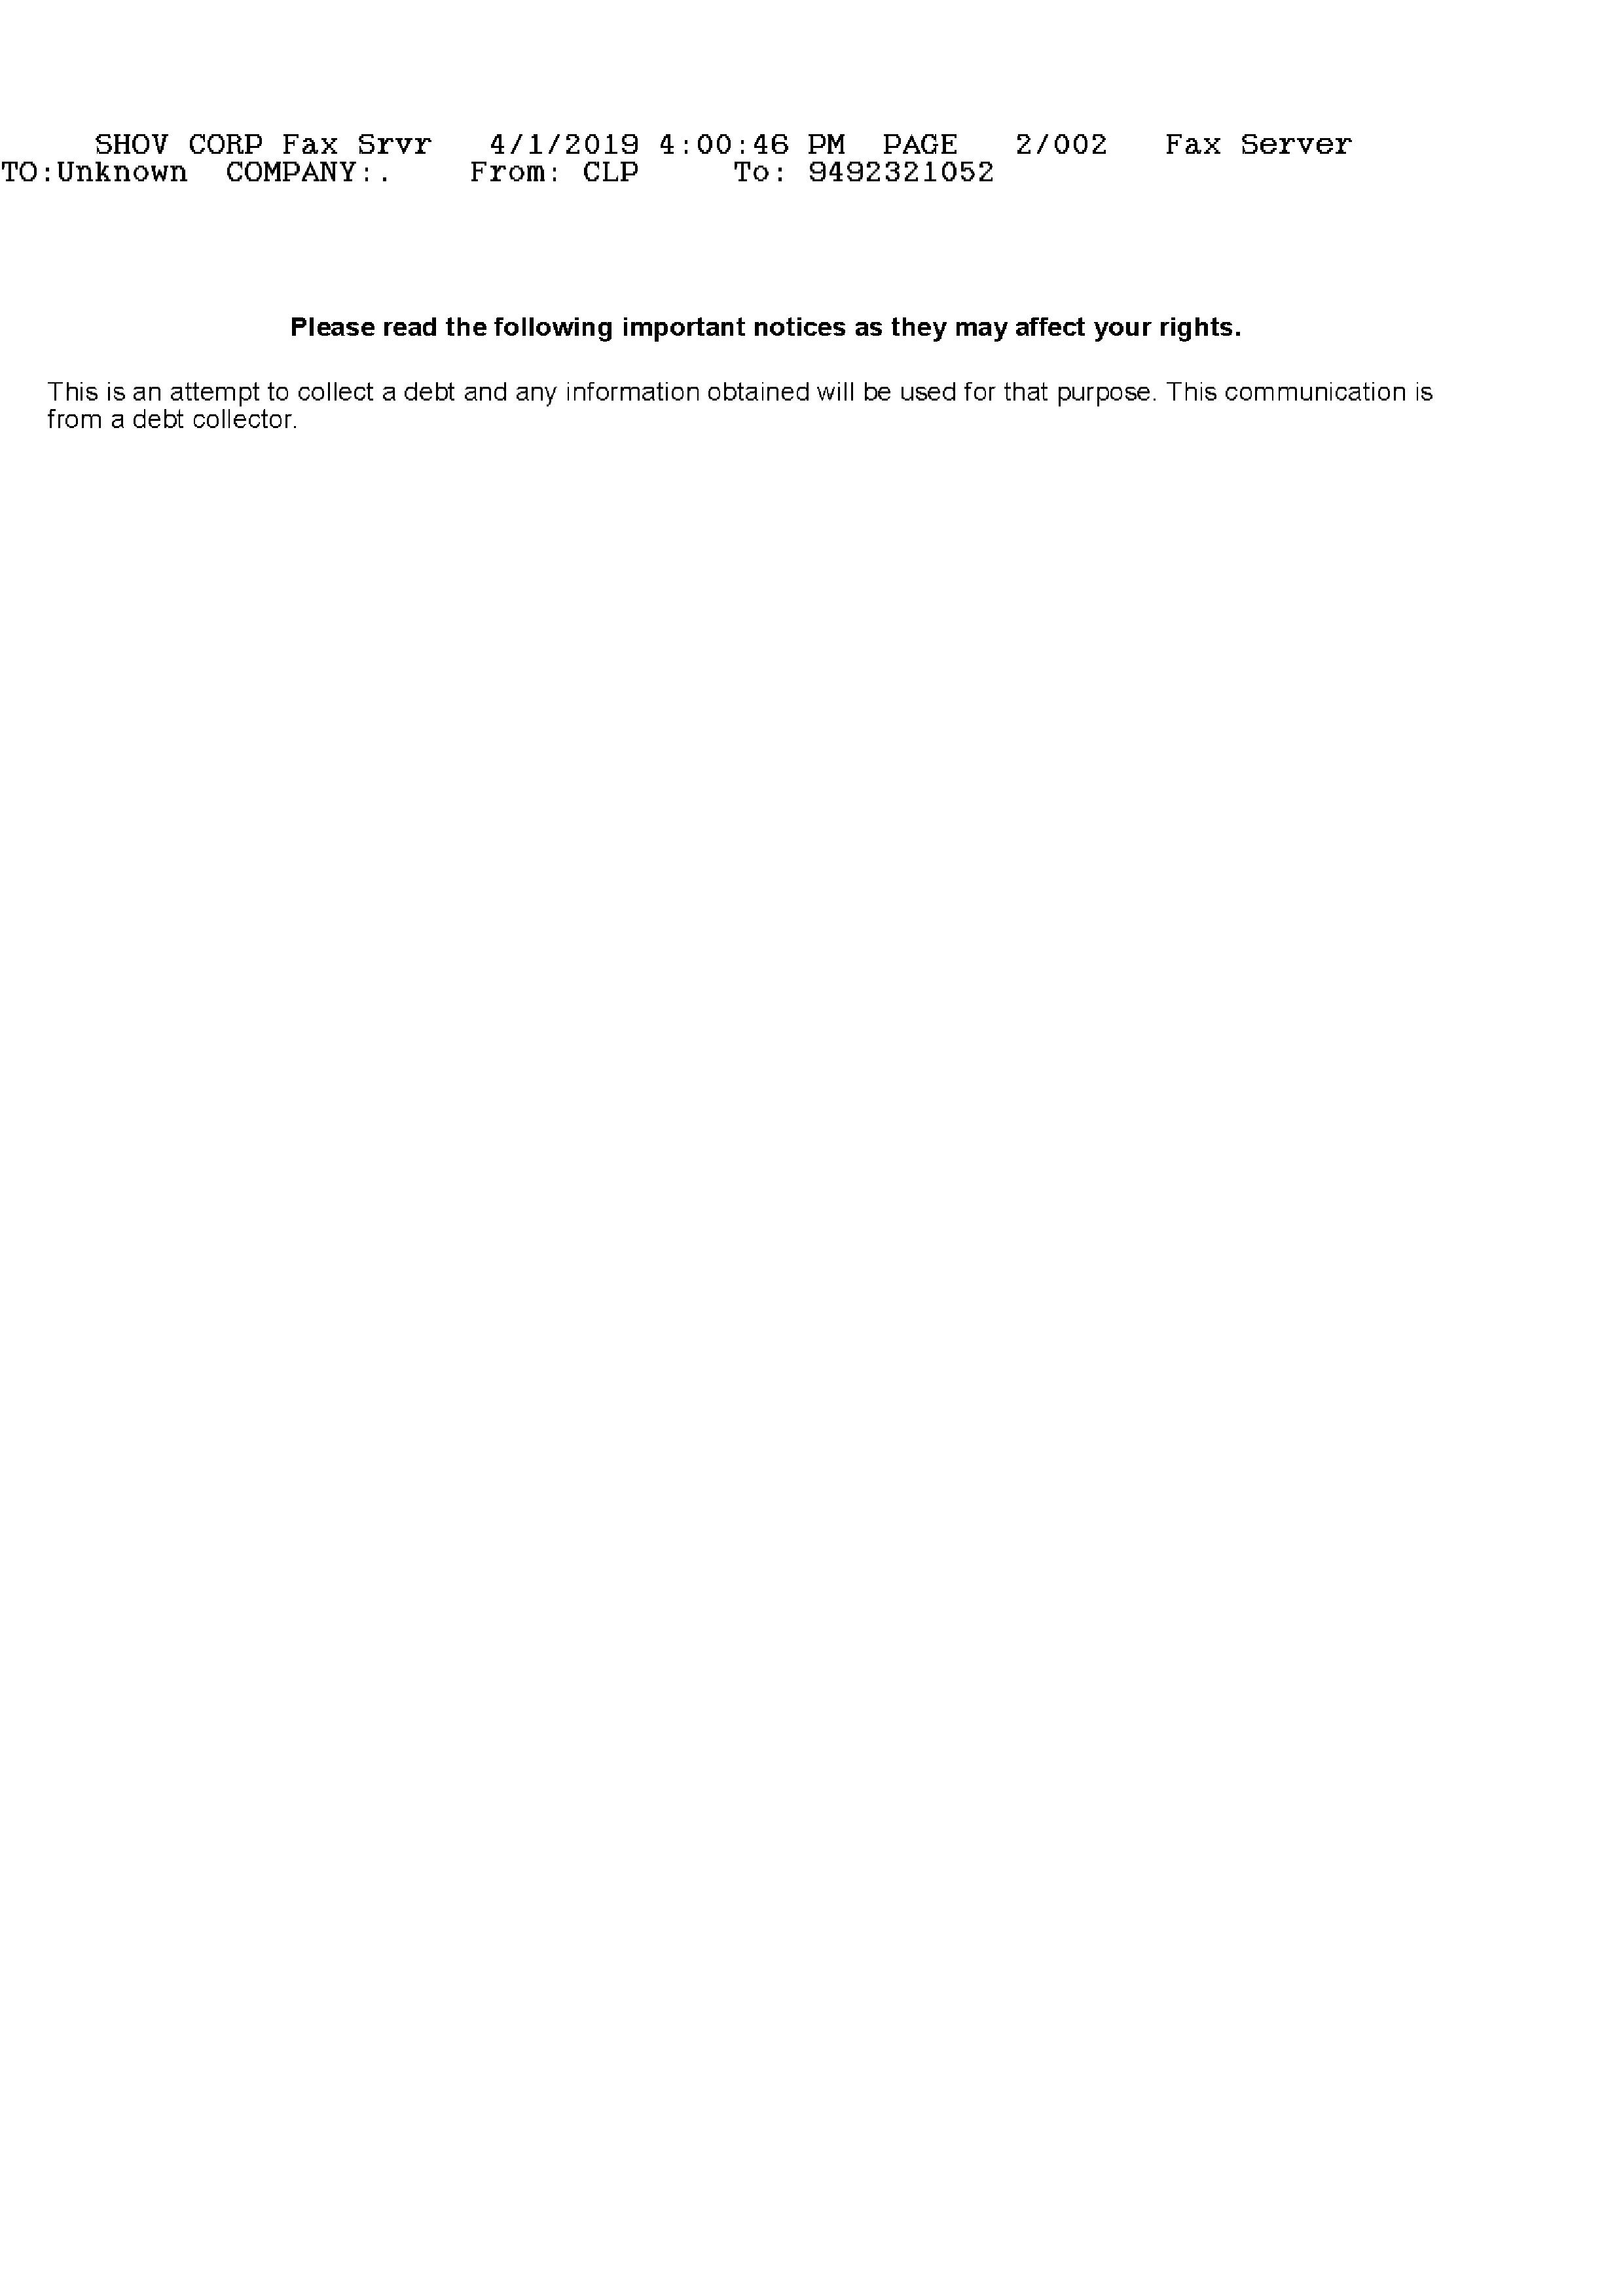 SHOV CORP Fax Srvr 4/1/2019 4:00:46 PM PAGE 2/002 Fax Server
TO:Unknown COMPANY:. From: CLP To: 9492321052
Please read the following important notices as they may affect your rights.
This is an attempt to collect a debt and any information obtained will be used for that purpose. This communication is
from a debt collector.